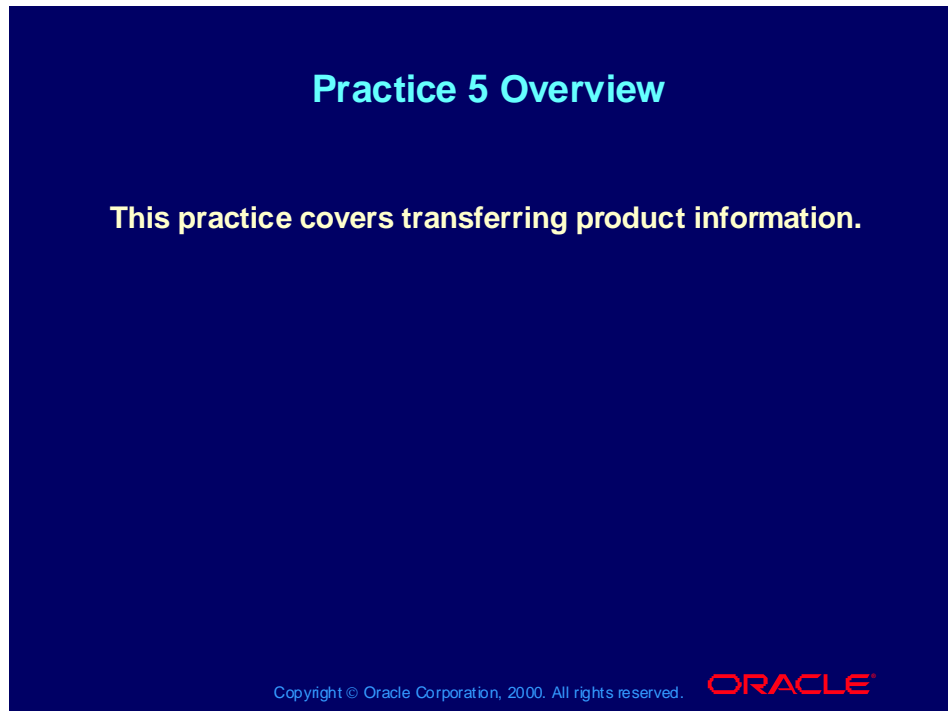 Practice 5 Overview
This practice covers transferring product information.
Copyright © Oracle Corporation, 2000. All rights reserved. ORACLE®